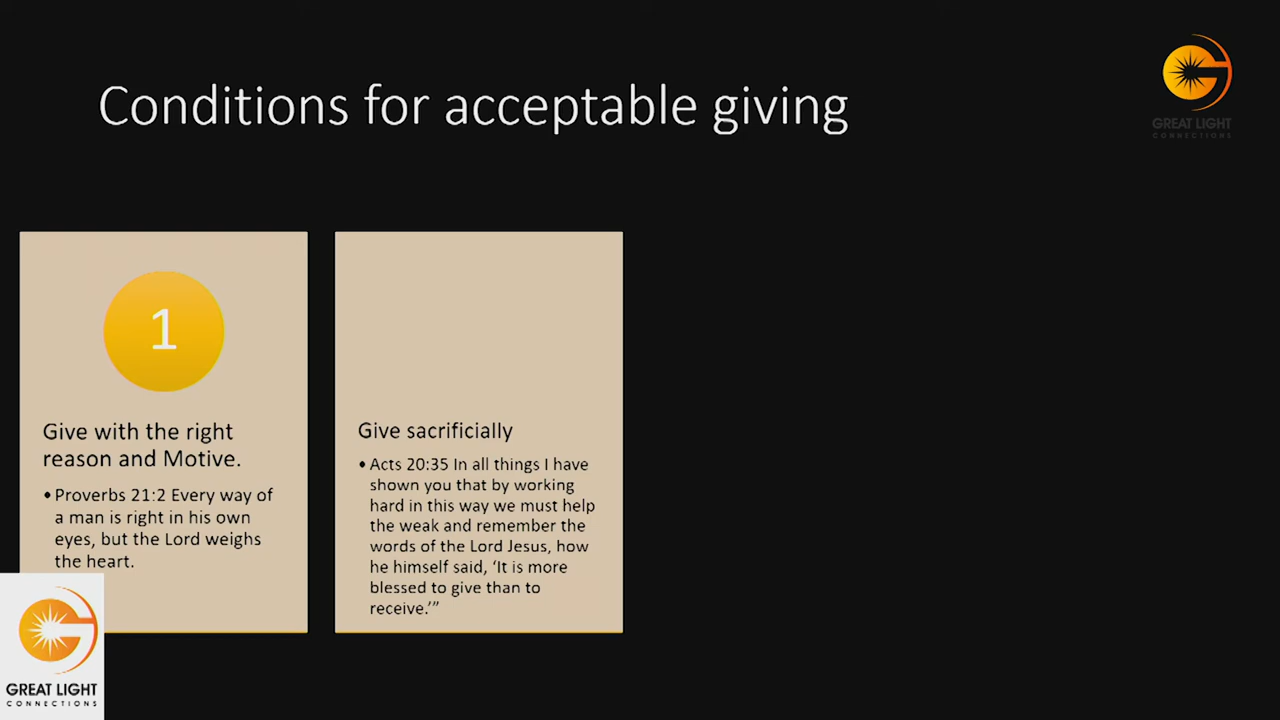 Conditions for acceptable giving
GREAT LIGHT
CONNECTIONS
1
Give with the right
reason and Motive.
•Proverbs 21:2 Every way of
a man is right in his own
eyes, but the Lord weighs
the heart.
Give sacrificially
•Acts 20:35 In all things I have
shown you that by working
hard in this way we must help
the weak and remember the
words of the Lord Jesus, how
he himself said, ‘It is more
blessed to give than to
receive.’”
GREAT LIGHT
CONNECTIONS